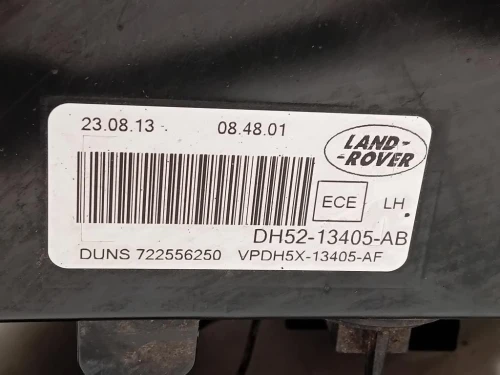 23.08.13 08.48.01
LAND-
-ROVER
ECE LH
DH52-13405-AB
DUNS 722556250 VPDH5X-13405-AF